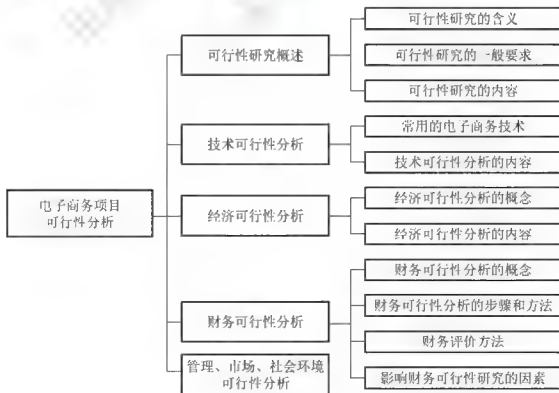 电子商务项目
可行性分析
可行性研究概述
可行性研究的含义
可行性研究的一般要求
可行性研究的内容
技术可行性分析
常用的电子商务技术
技术可行性分析的内容
经济可行性分析
经济可行性分析的概念
经济可行性分析的内容
财务可行性分析
财务可行性分析的概念
财务可行性分析的步骤和方法
财务评价方法
影响财务可行性研究的因素
管理、市场、社会环境
可行性分析